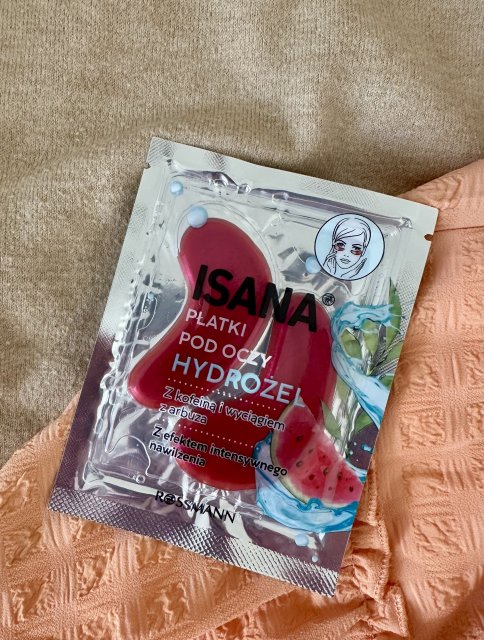 ISANA®
PŁATKI
POD OCZY
HYDROŻEL
Z kofeiną i wyciągiem
z arbuza
Z efektem intensywnego
nawilżenia
ROSSMANN